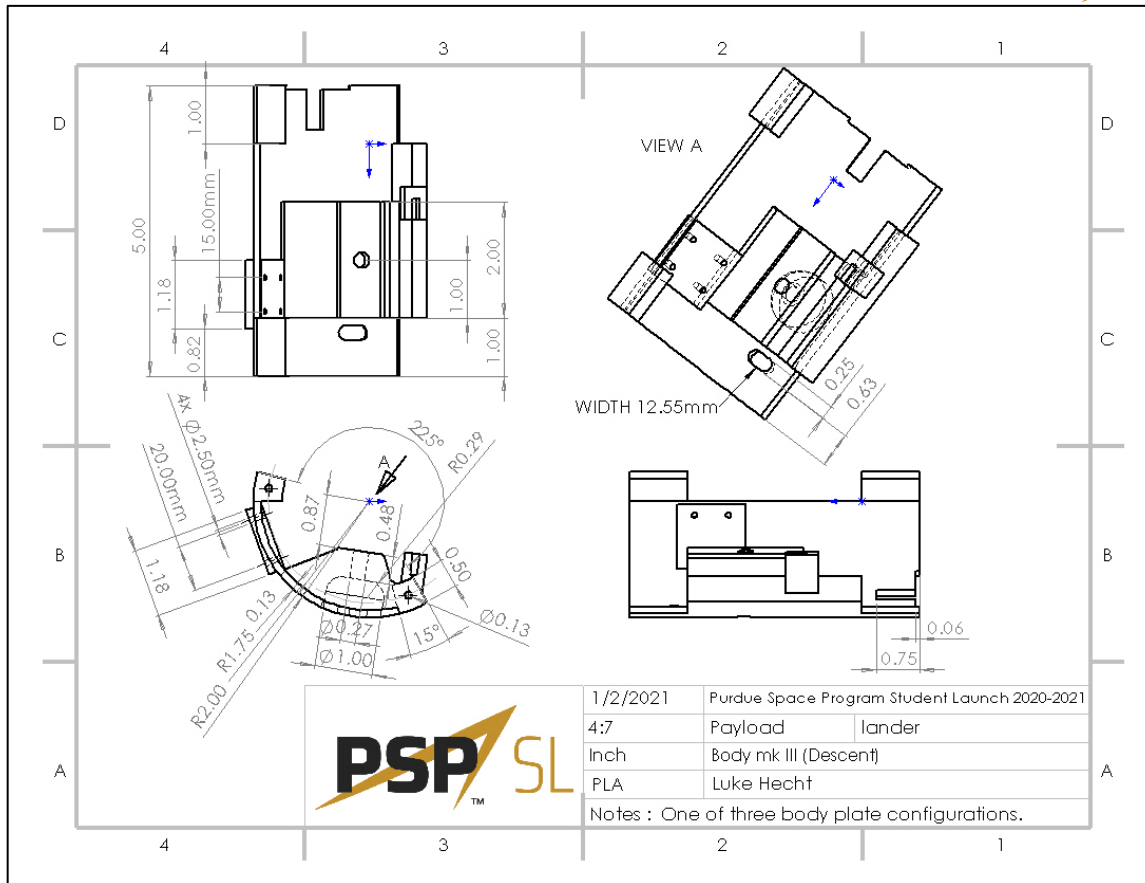 4 3 2 1
D
D
1.00
5.00
15.00mm
1.18
0.82
2.00
1.00
1.00
VIEW A
C
C
0.25
0.63
WIDTH 12.55mm
4x Ø2.50mm
20.00mm
1.18
225°
A
R0.29
0.87
0.48
0.50
0.13
R1.75
R2.00
Ø0.27
Ø1.00
15°
Ø0.13
B
B
0.06
0.75
A
A
PSP SL
TM
1/2/2021 Purdue Space Program Student Launch 2020-2021
4:7 Payload lander
Inch Body mk III (Descent)
PLA Luke Hecht
Notes : One of three body plate configurations.
4 3 2 1